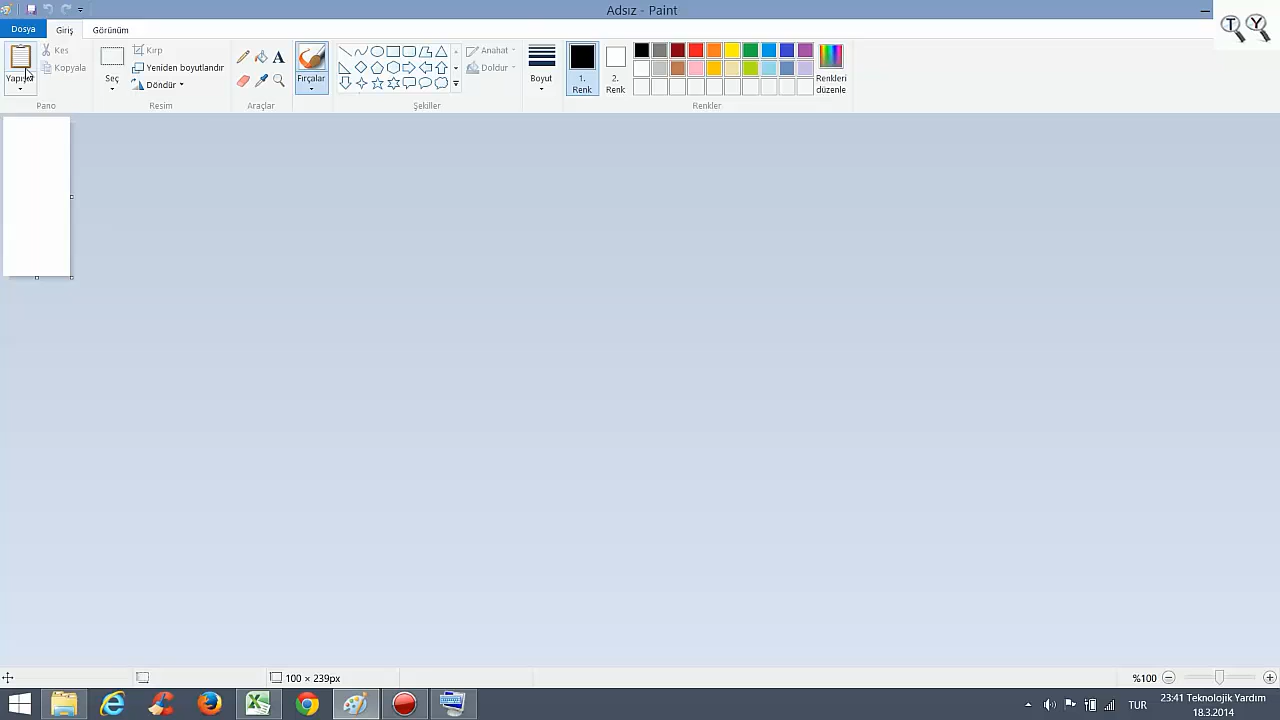 Adsız - Paint
Dosya Giriş Görünüm
Yapıştır
Kes
Kopyala
Pano
Seç
Kırp
Yeniden boyutlandır
Döndür
Resim
A
Araçlar
Fırçalar
Şekiller
Anahat
Doldur
Boyut
1.
Renk
2.
Renk
Renkler
Renkleri
düzenle
T Y
100 × 239px
%100
TUR
23:41 Teknolojik Yardım
18.3.2014